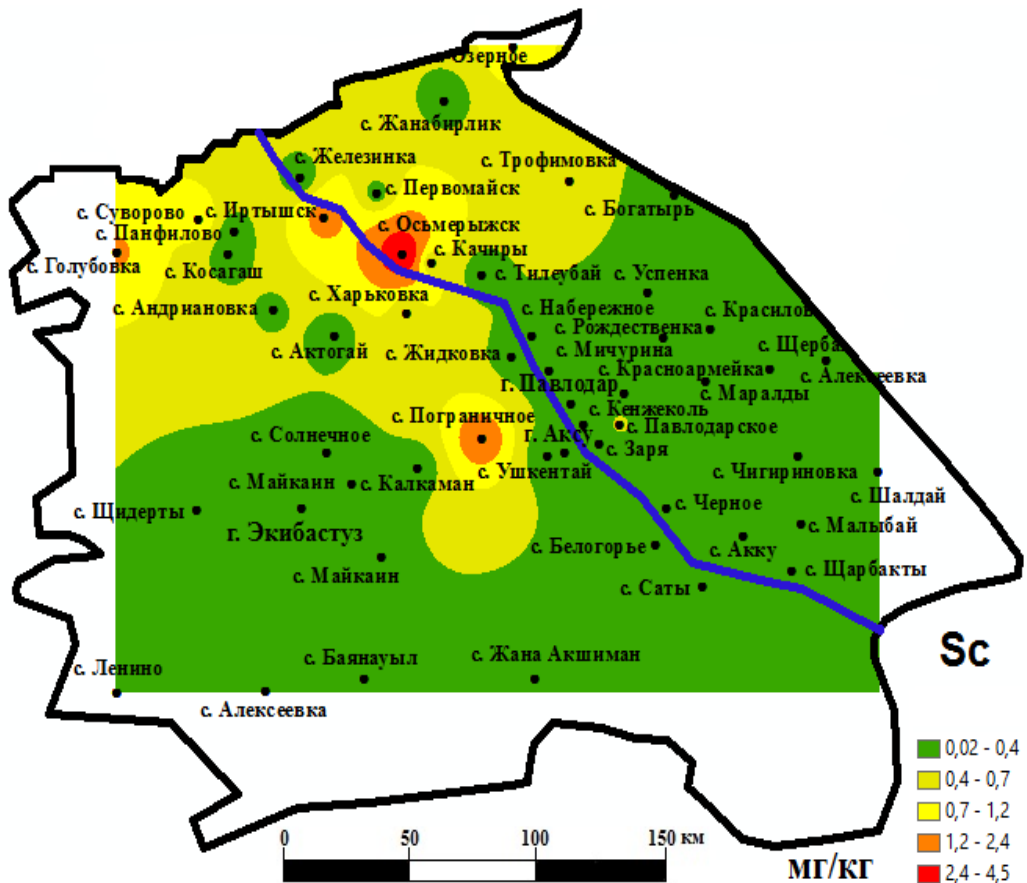 Озерное
с. Жанабирлик
с. Железинка
с. Трофимовка
с. Первомайск
с. Богатырь
с. Суворово
с. Иртышск
с. Осьмерыжск
с. Панфилово
с. Качиры
с. Голубовка
с. Косагаш
с. Тилеубай
с. Успенка
с. Харьковка
с. Андриановка
с. Набережное
с. Рождественка
с. Мичурина
с. Актогай
с. Жидковка
с. Красноармейка
с. Алексеевка
г. Павлодар
с. Маралды
с. Пограничное
с. Кенжеколь
с. Павлодарское
с. Солнечное
г. Аксу
с. Заря
с. Ушкентай
с. Чигириновка
с. Майкаин
с. Калкаман
с. Шалдай
с. Щидерты
с. Черное
с. Малыбай
г. Экибастуз
с. Белогорье
с. Акку
с. Майкаин
с. Щарбакты
с. Саты
Sc
с. Ленино
с. Баянауыл
с. Жана Акшиман
с. Алексеевка
0,02 - 0,4
0,4 - 0,7
0,7 - 1,2
1,2 - 2,4
2,4 - 4,5
0 50 100 150 км
мг/кг